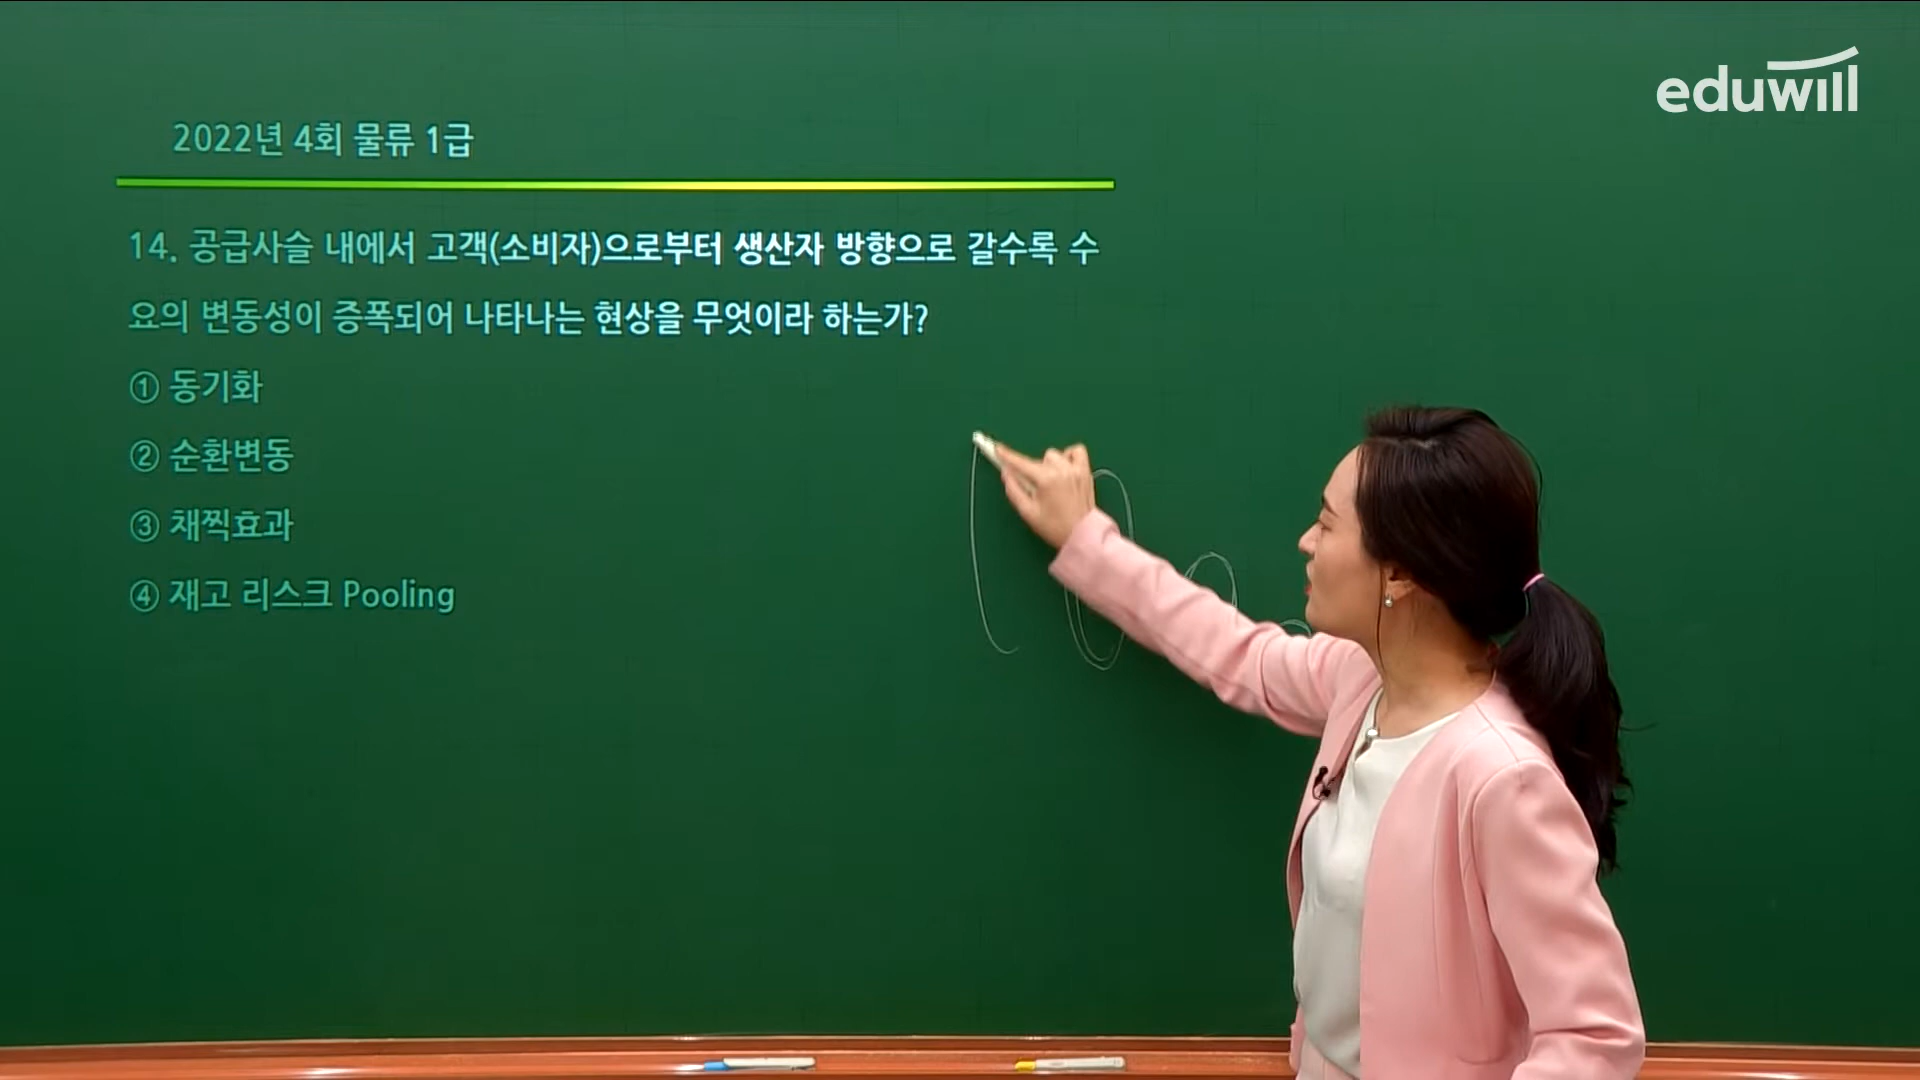 eduwill
2022년 4회 물류 1급
14. 공급사슬 내에서 고객(소비자)으로부터 생산자 방향으로 갈수록 수
요의 변동성이 증폭되어 나타나는 현상을 무엇이라 하는가?
① 동기화
② 순환변동
③ 채찍효과
④ 재고 리스크 Pooling